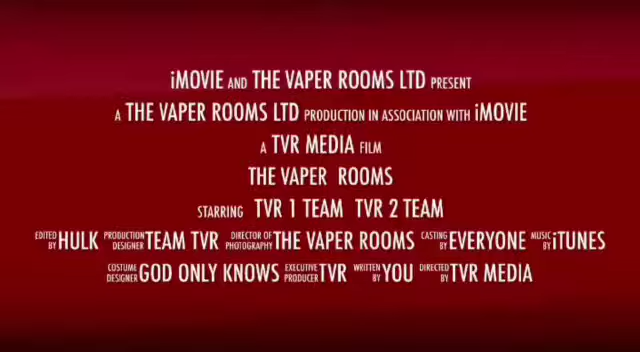 iMOVIE AND THE VAPER ROOMS LTD PRESENT
A THE VAPER ROOMS LTD PRODUCTION IN ASSOCIATION WITH iMOVIE
A TVR MEDIA FILM
THE VAPER ROOMS
STARRING TVR 1 TEAM TVR 2 TEAM
EDITED BY HULK PRODUCTION DESIGNER TEAM TVR DIRECTOR OF PHOTOGRAPHY THE VAPER ROOMS CASTING BY EVERYONE MUSIC BY iTUNES
COSTUME DESIGNER GOD ONLY KNOWS EXECUTIVE PRODUCER TVR WRITTEN BY YOU DIRECTED BY TVR MEDIA